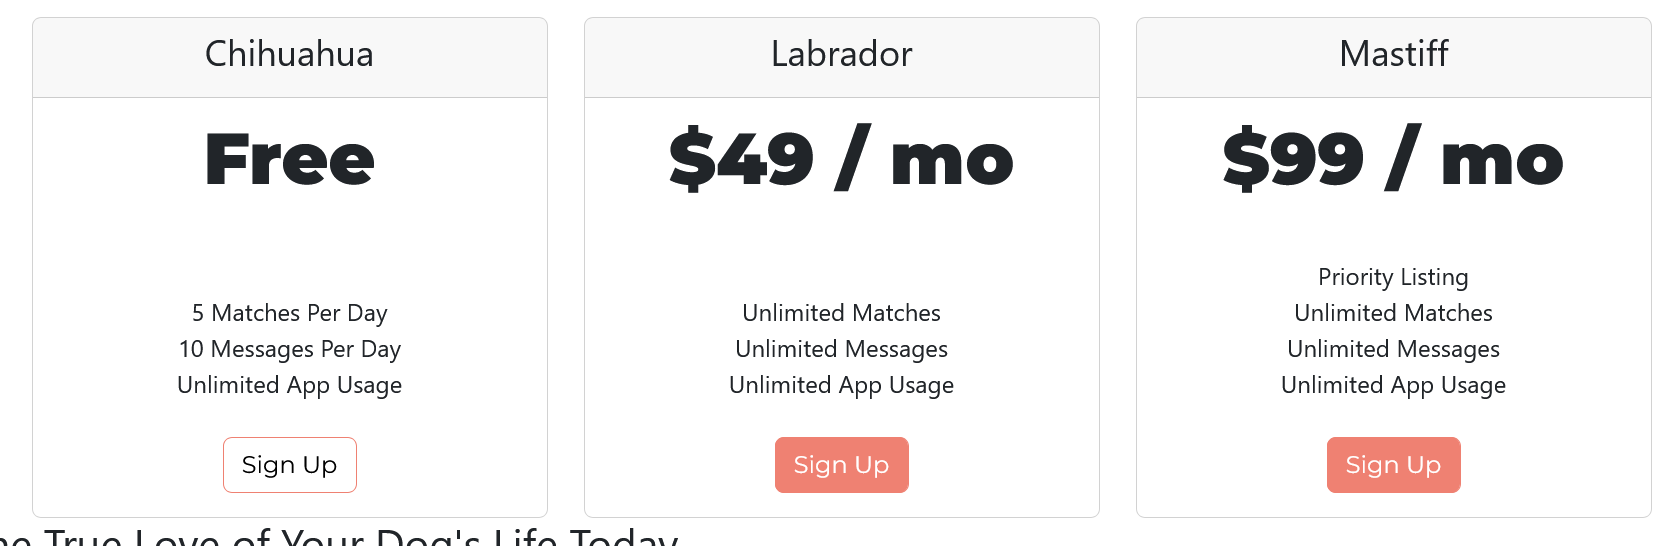 Chihuahua
Free
5 Matches Per Day
10 Messages Per Day
Unlimited App Usage
Sign Up
Labrador
$49 / mo
Unlimited Matches
Unlimited Messages
Unlimited App Usage
Sign Up
Mastiff
$99 / mo
Priority Listing
Unlimited Matches
Unlimited Messages
Unlimited App Usage
Sign Up
True Love of Your Dog's Life Today